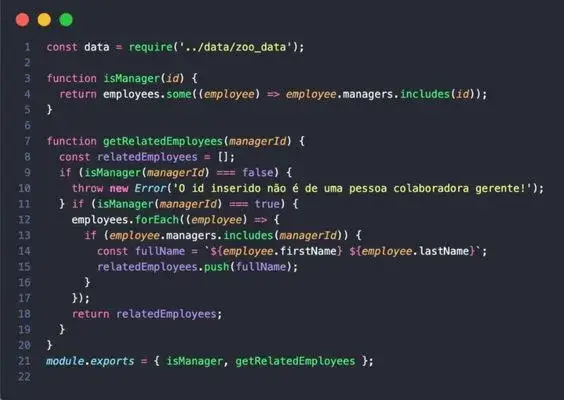 1 const data = require('../data/zoo_data');
2
3 function isManager(id) {
4 return employees.some((employee) => employee.managers.includes(id));
5 }
6
7 function getRelatedEmployees(managerId) {
8 const relatedEmployees = [];
9 if (isManager(managerId) === false) {
10 throw new Error('O id inserido não é de uma pessoa colaboradora gerente!');
11 } if (isManager(managerId) === true) {
12 employees.forEach((employee) => {
13 if (employee.managers.includes(managerId)) {
14 const fullName = `${employee.firstName} ${employee.lastName}`;
15 relatedEmployees.push(fullName);
16 }
17 });
18 return relatedEmployees;
19 }
20 }
21 module.exports = { isManager, getRelatedEmployees };
22